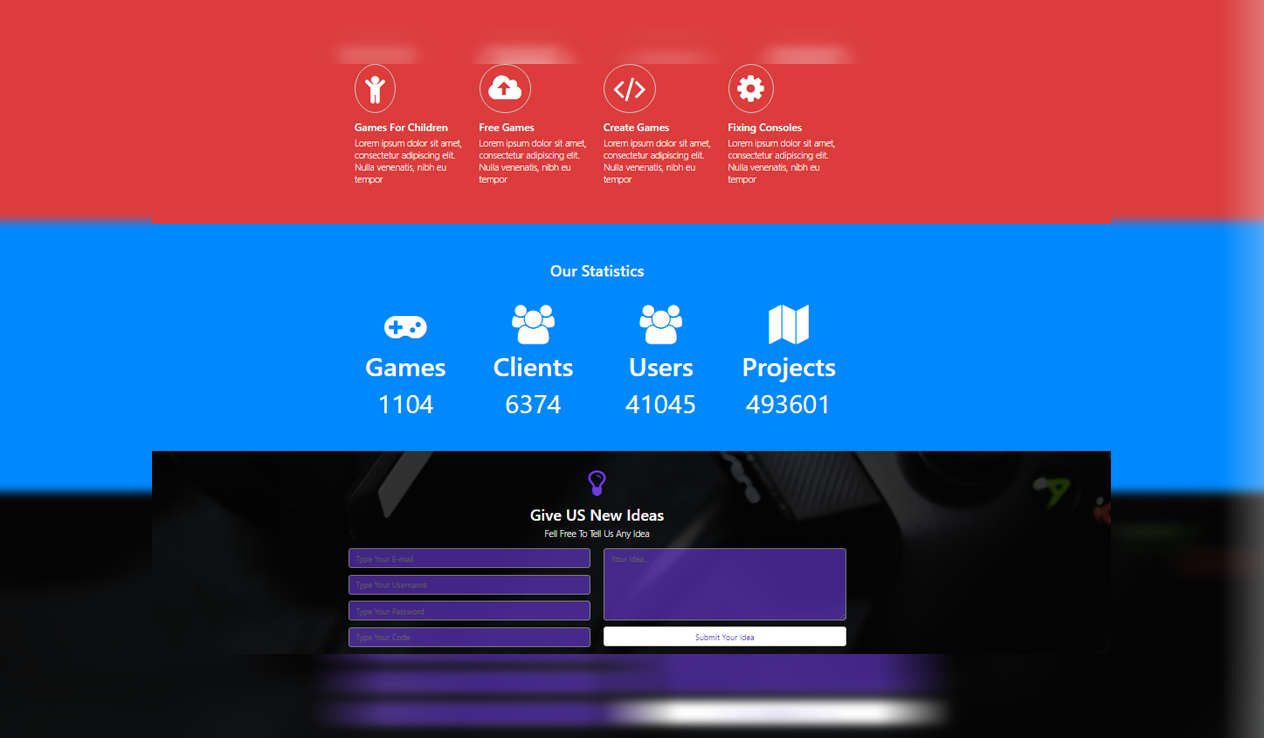 Games For Children
Lorem ipsum dolor sit amet,
consectetur adipiscing elit.
Nulla venenatis, nibh eu
tempor
Free Games
Lorem ipsum dolor sit amet,
consectetur adipiscing elit.
Nulla venenatis, nibh eu
tempor
Create Games
Lorem ipsum dolor sit amet,
consectetur adipiscing elit.
Nulla venenatis, nibh eu
tempor
Fixing Consoles
Lorem ipsum dolor sit amet,
consectetur adipiscing elit.
Nulla venenatis, nibh eu
tempor
Our Statistics
Games
1104
Clients
6374
Users
41045
Projects
493601
Give US New Ideas
Fell Free To Tell Us Any Idea
Type Your E-mail
Type Your Username
Type Your Password
Type Your Code
Your Idea...
Submit Your Idea